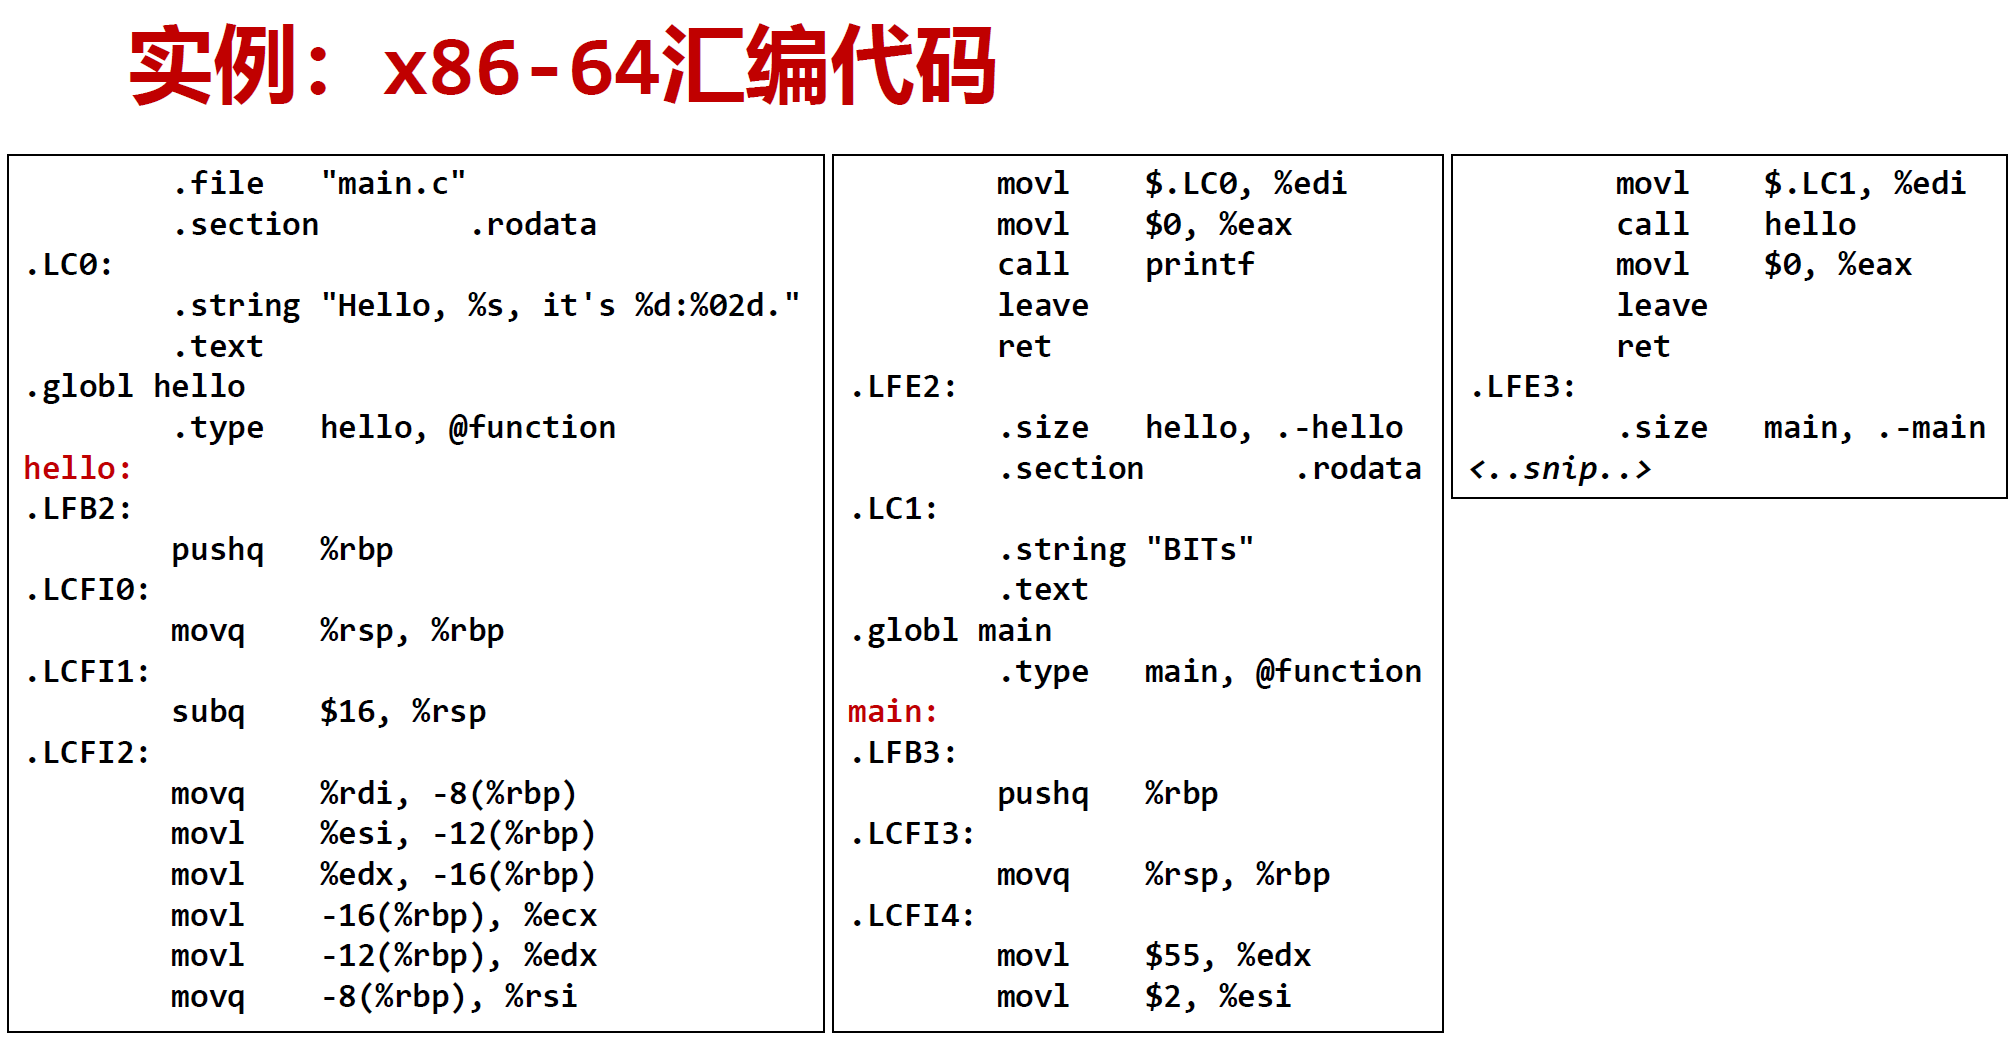 实例：x86-64汇编代码
.file "main.c"
.section .rodata
.LC0:
.string "Hello, %s, it's %d:%02d."
.text
.globl hello
.type hello, @function
hello:
.LFB2:
pushq %rbp
.LCFI0:
movq %rsp, %rbp
.LCFI1:
subq $16, %rsp
.LCFI2:
movq %rdi, -8(%rbp)
movl %esi, -12(%rbp)
movl %edx, -16(%rbp)
movl -16(%rbp), %ecx
movl -12(%rbp), %edx
movq -8(%rbp), %rsi
movl $.LC0, %edi
movl $0, %eax
call printf
leave
ret
.LFE2:
.size hello, .-hello
.section .rodata
.LC1:
.string "BITs"
.text
.globl main
.type main, @function
main:
.LFB3:
pushq %rbp
.LCFI3:
movq %rsp, %rbp
.LCFI4:
movl $55, %edx
movl $2, %esi
movl $.LC1, %edi
call hello
movl $0, %eax
leave
ret
.LFE3:
.size main, .-main
<..snip..>